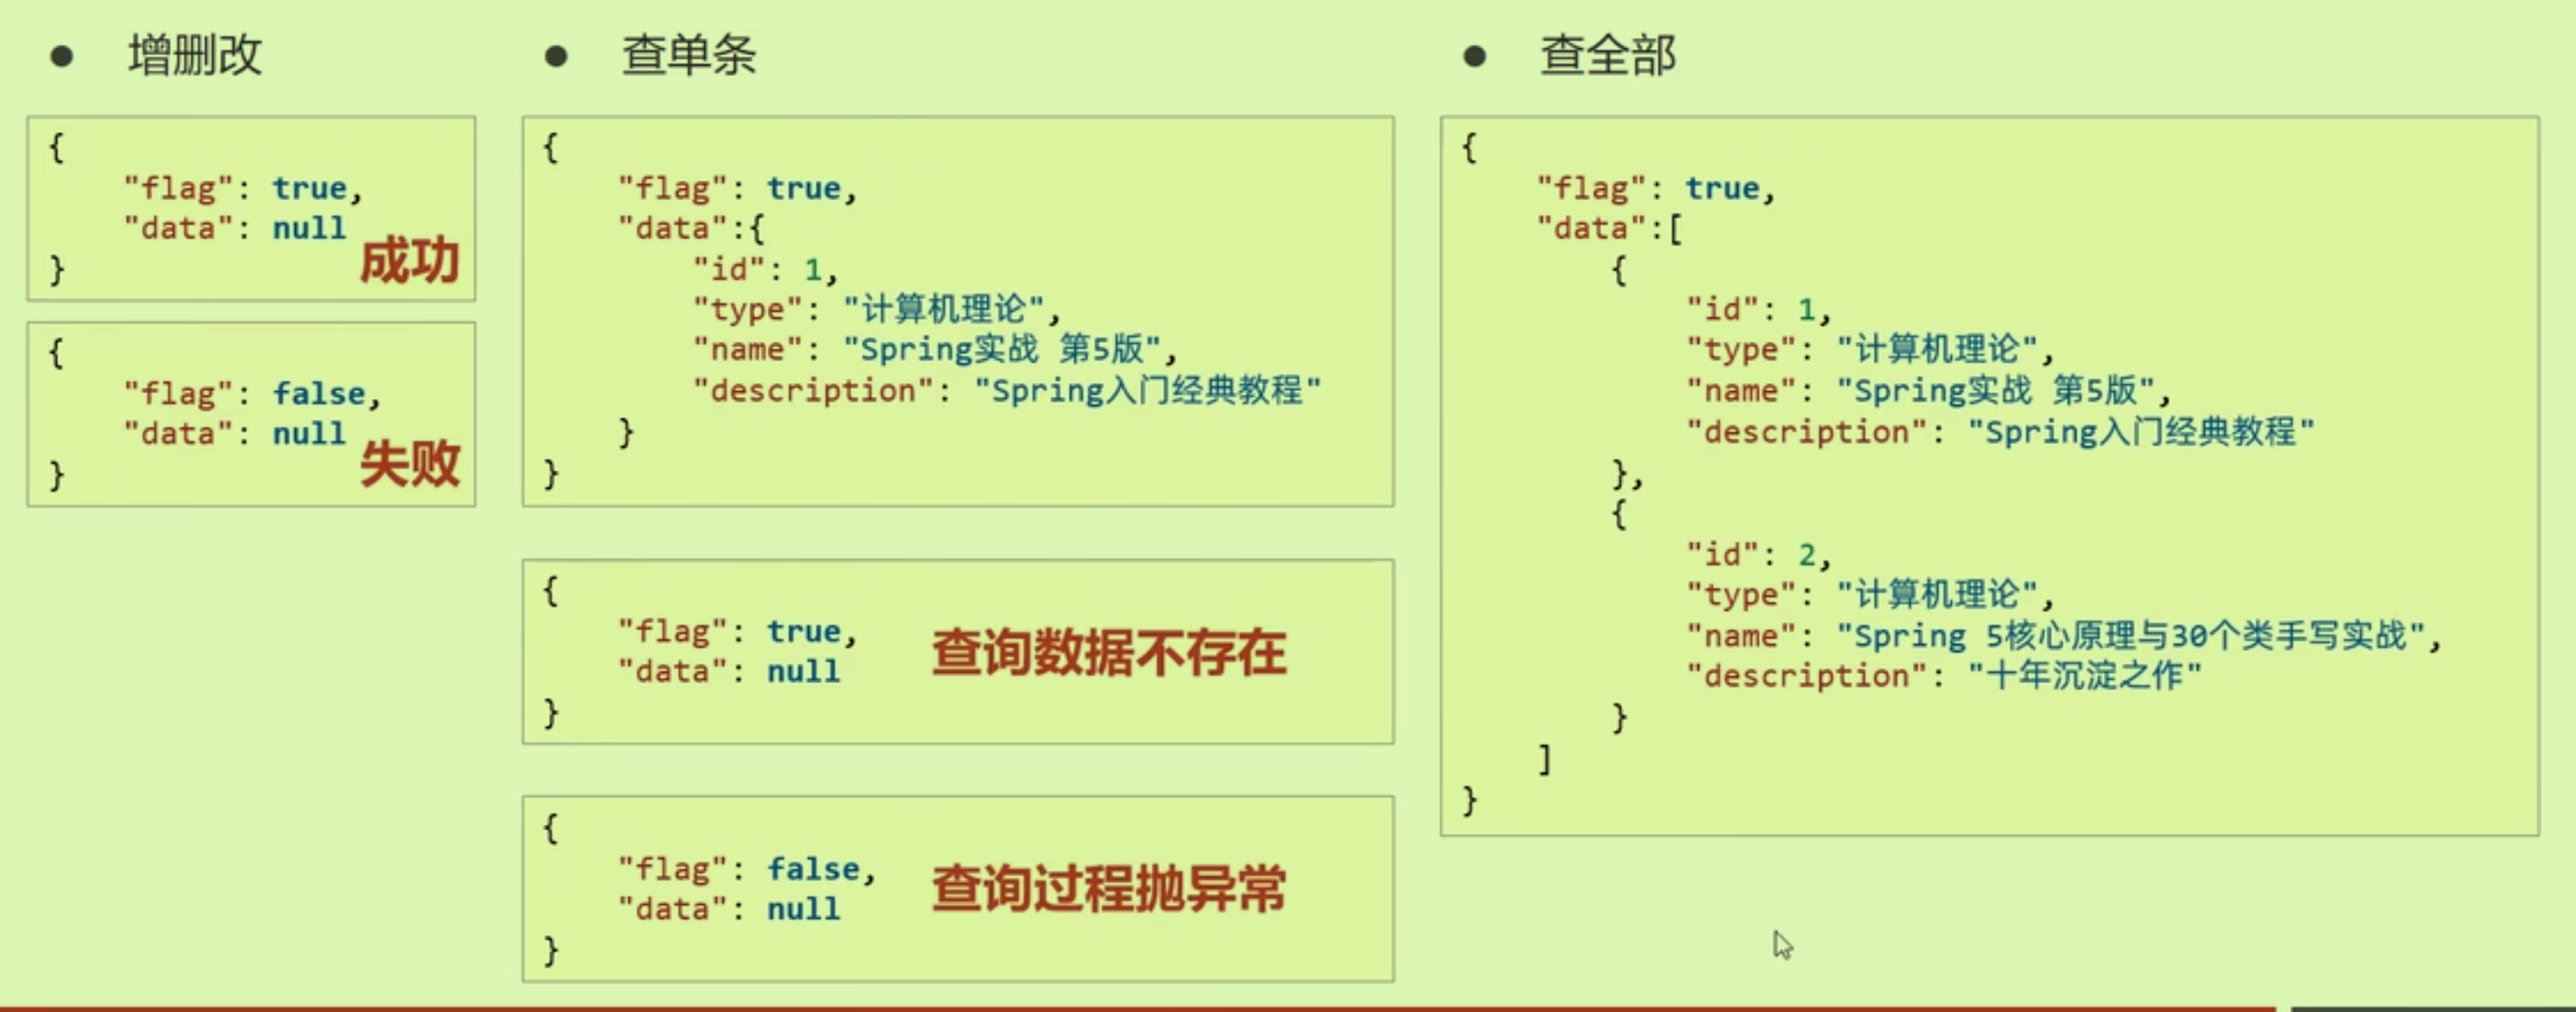 ● 增删改
{
"flag": true,
"data": null
}
成功
{
"flag": false,
"data": null
}
失败
● 查单条
{
"flag": true,
"data":{
"id": 1,
"type": "计算机理论",
"name": "Spring实战 第5版",
"description": "Spring入门经典教程"
}
}
{
"flag": true,
"data": null
}
查询数据不存在
{
"flag": false,
"data": null
}
查询过程抛异常
● 查全部
{
"flag": true,
"data":[
{
"id": 1,
"type": "计算机理论",
"name": "Spring实战 第5版",
"description": "Spring入门经典教程"
},
{
"id": 2,
"type": "计算机理论",
"name": "Spring 5核心原理与30个类手写实战",
"description": "十年沉淀之作"
}
]
}